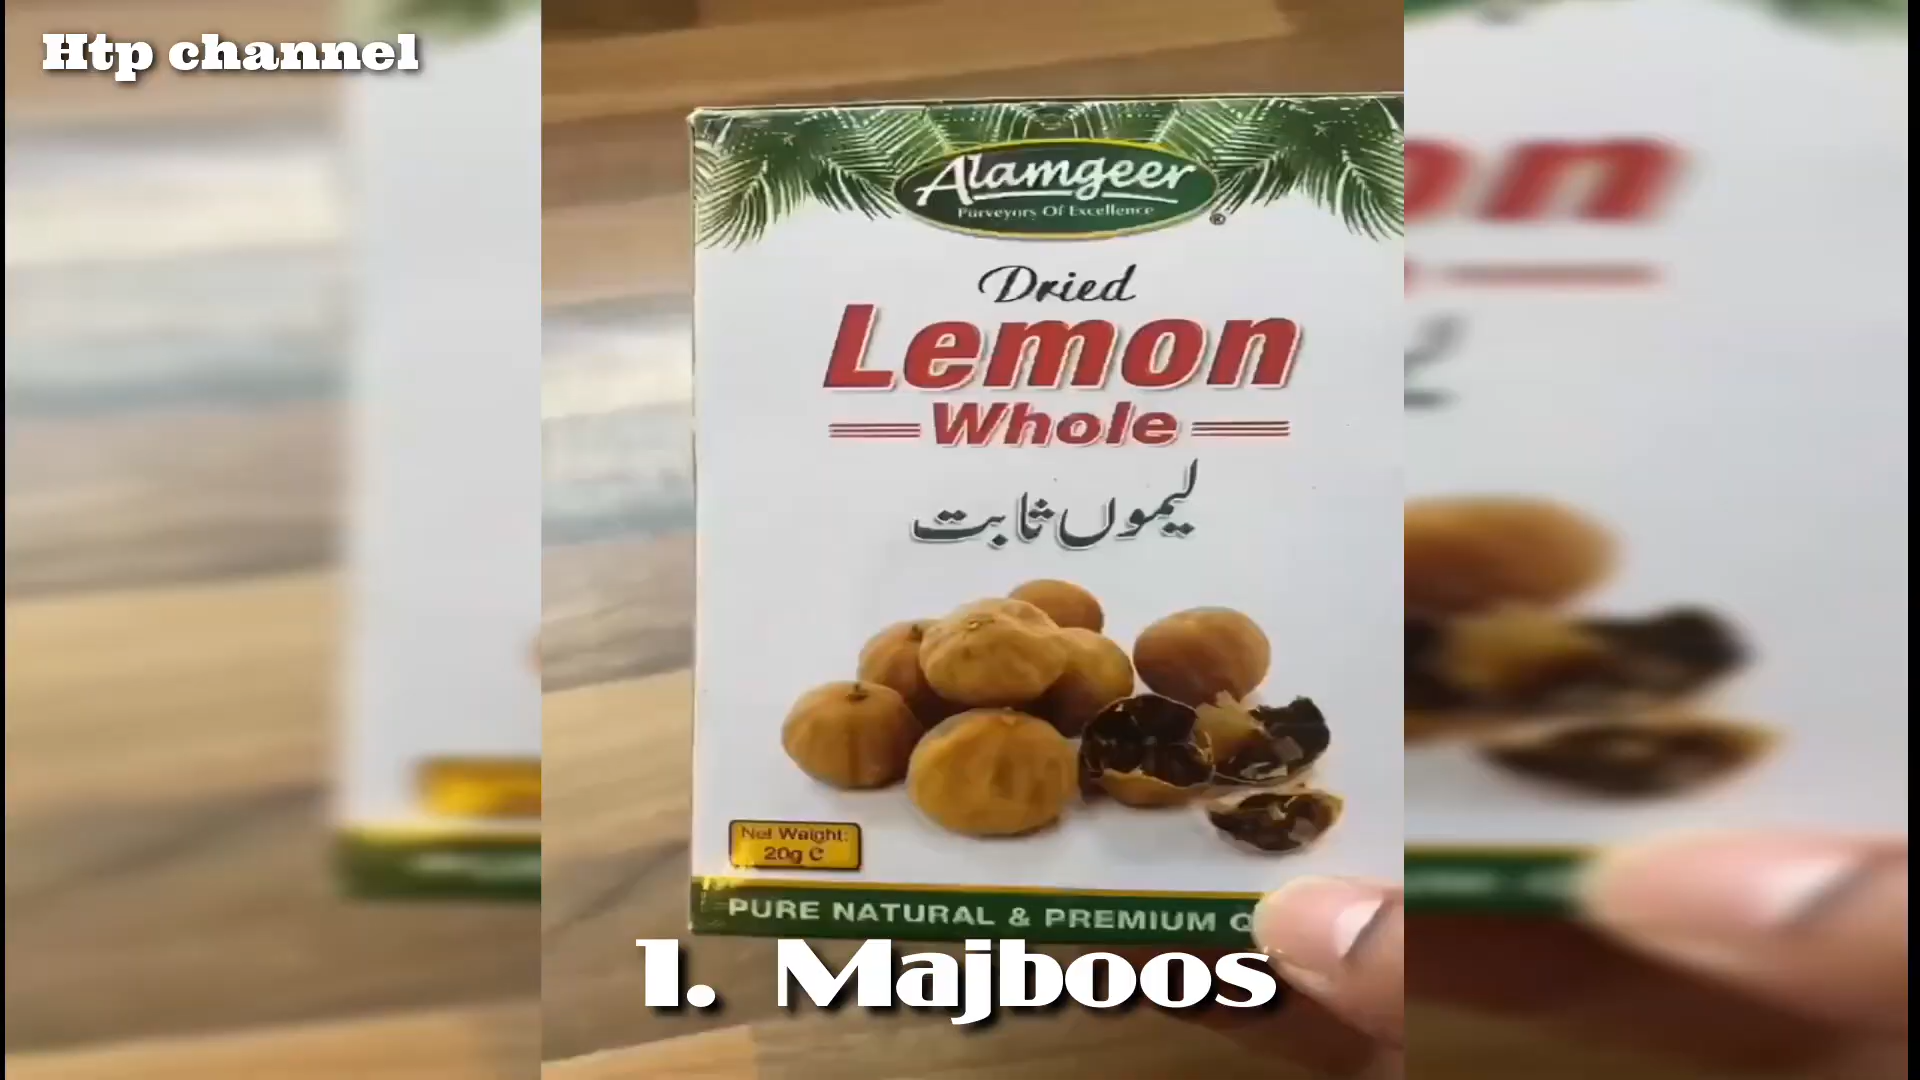 Htp channel
Alamgeer
Purveyors Of Excellence
®
Dried
Lemon
Whole
لیموں ثابت
Net Weight:
20g e
PURE NATURAL & PREMIUM Q
1. Majboos